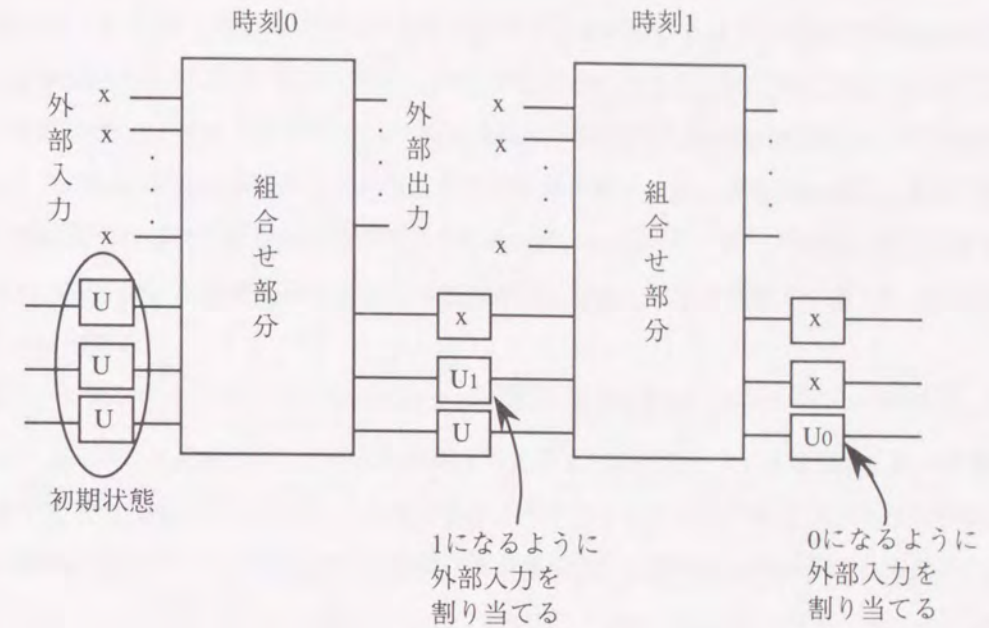 時刻0
時刻1
外部入力
x
x
x
組合せ部分
外部出力
x
x
x
組合せ部分
U
U
U
x
U1
U
x
x
U0
初期状態
1になるように
外部入力を
割り当てる
0になるように
外部入力を
割り当てる